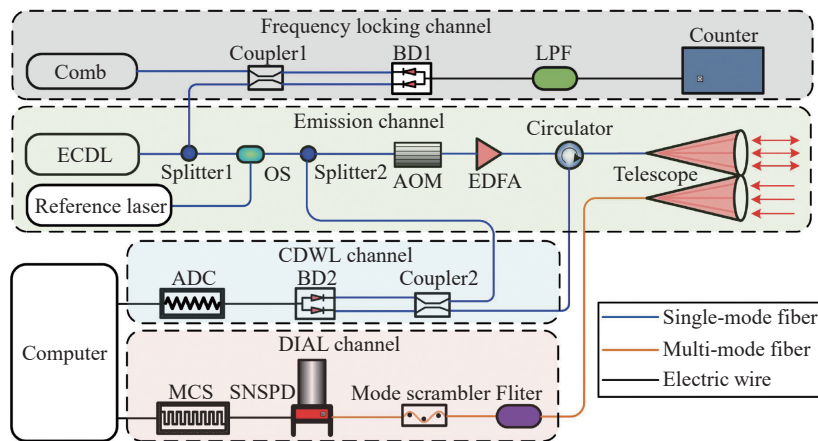 Frequency locking channel
Comb
Coupler1
BD1
LPF
Counter
Emission channel
ECDL
Splitter1
OS
Splitter2
AOM
EDFA
Circulator
Telescope
Reference laser
CDWL channel
ADC
BD2
Coupler2
Computer
DIAL channel
MCS
SNSPD
Mode scrambler
Fliter
Single-mode fiber
Multi-mode fiber
Electric wire